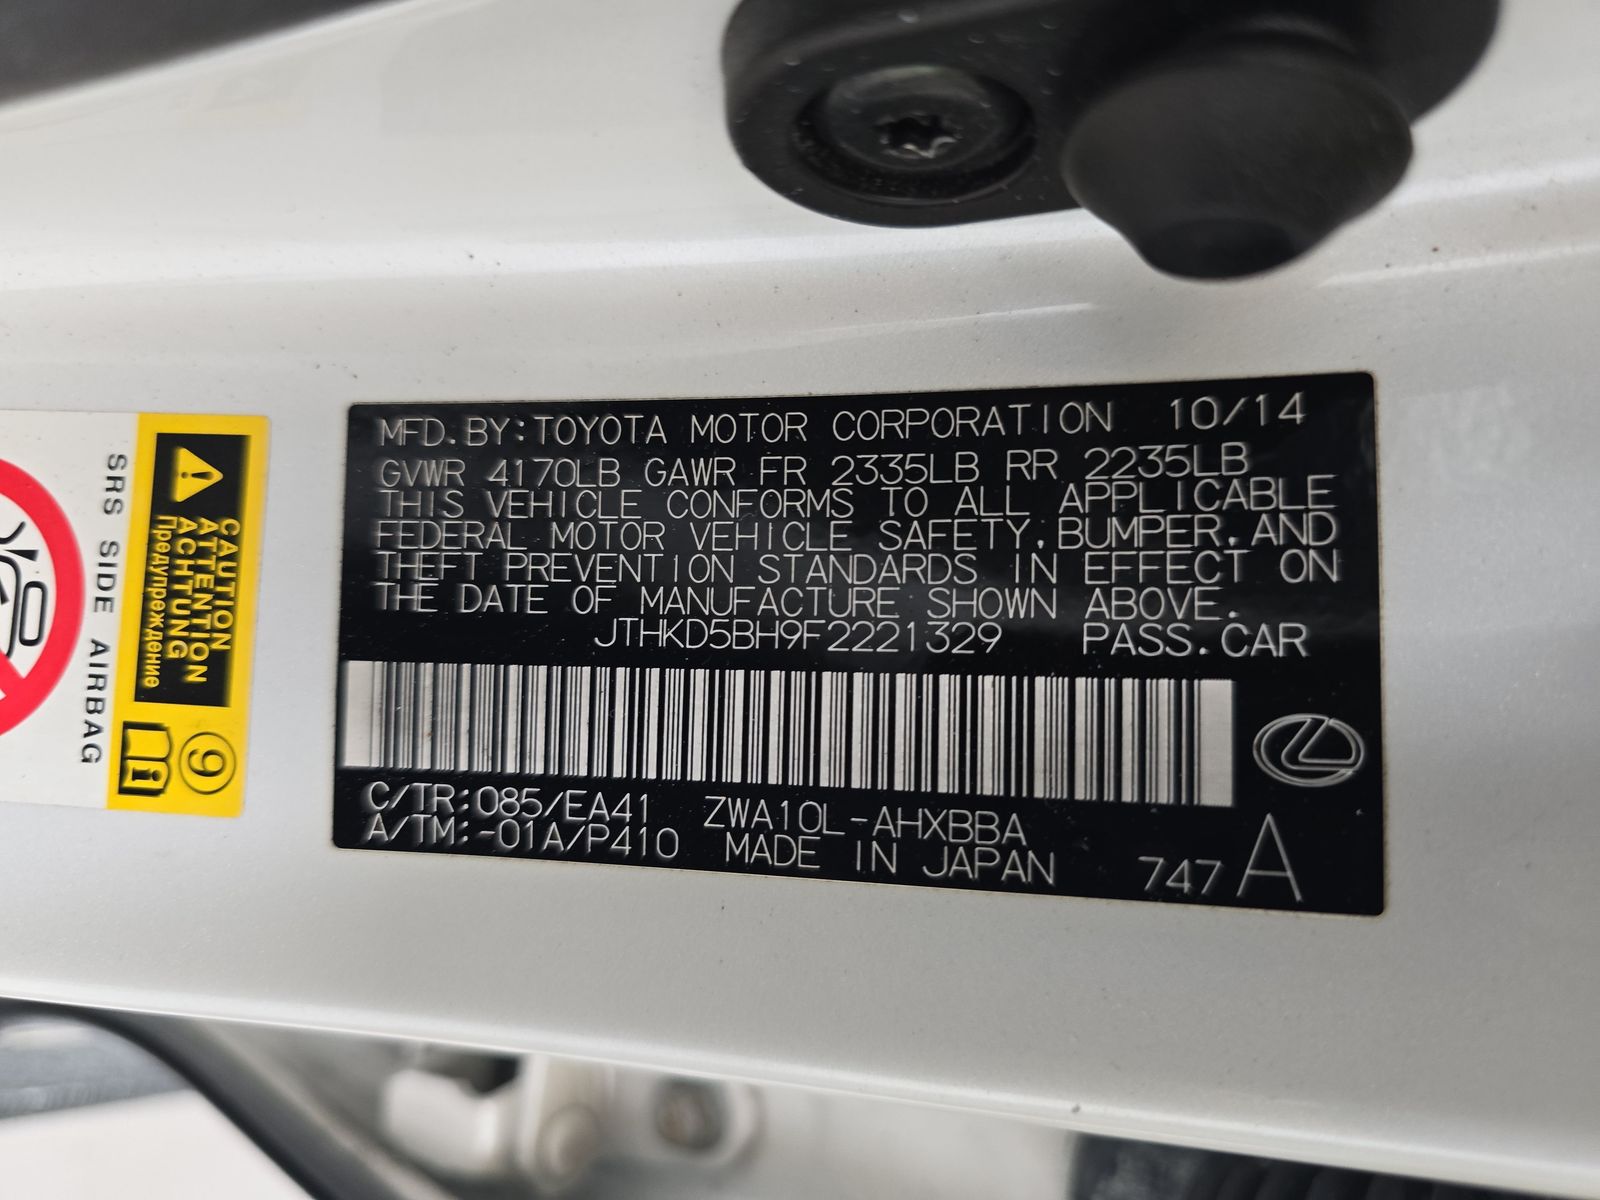 MFD.BY:TOYOTA MOTOR CORPORATION 10/14
GVWR 4170LB GAWR FR 2335LB RR 2235LB
THIS VEHICLE CONFORMS TO ALL APPLICABLE
FEDERAL MOTOR VEHICLE SAFETY,BUMPER,AND
THEFT PREVENTION STANDARDS IN EFFECT ON
THE DATE OF MANUFACTURE SHOWN ABOVE.
JTHKD5BH9F2221329 PASS.CAR
C/TR:085/EA41 ZWA10L-AHXBBA
A/TM:-01A/P410 MADE IN JAPAN 747 A
CAUTION
ATTENTION
ACHTUNG
Предупреждение
9
SRS SIDE AIRBAG